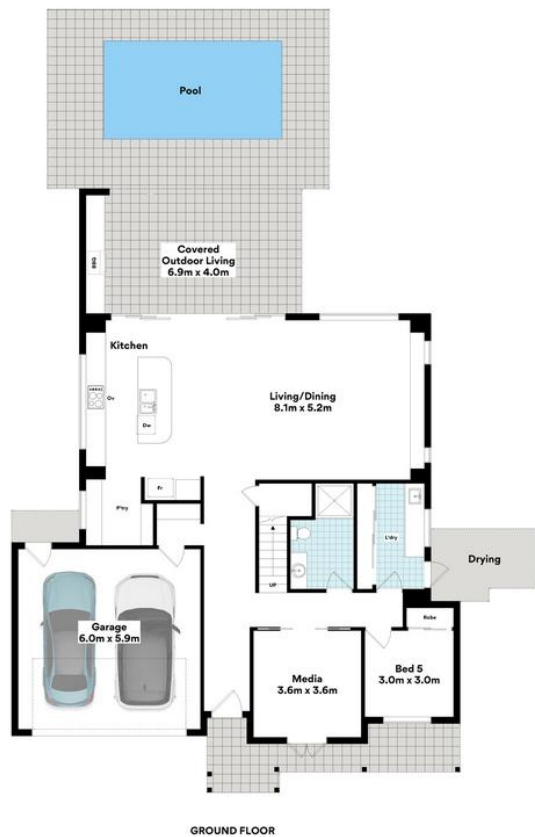 Pool
Covered
Outdoor Living
6.9m x 4.0m
BBQ
Kitchen
Ov
Dw
Living/Dining
8.1m x 5.2m
P'try
Fr
L'dry
UP
Drying
Garage
6.0m x 5.9m
Robe
Media
3.6m x 3.6m
Bed 5
3.0m x 3.0m
GROUND FLOOR